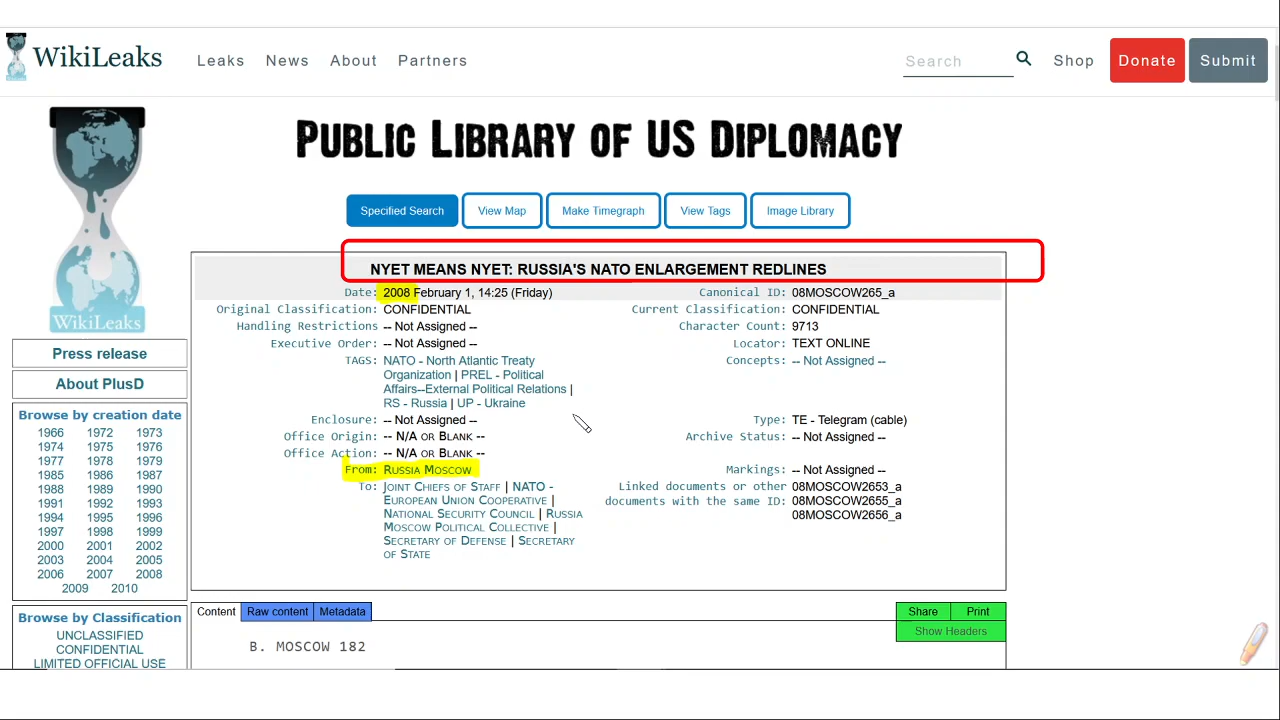 WikiLeaks
Leaks News About Partners
Search
Shop
Donate
Submit
PUBLIC LIBRARY OF US DIPLOMACY
WikiLeaks
Specified Search
View Map
Make Timegraph
View Tags
Image Library
NYET MEANS NYET: RUSSIA'S NATO ENLARGEMENT REDLINES
Date: 2008 February 1, 14:25 (Friday)
Canonical ID: 08MOSCOW265_a
Original Classification: CONFIDENTIAL
Current Classification: CONFIDENTIAL
Handling Restrictions -- Not Assigned --
Character Count: 9713
Executive Order: -- Not Assigned --
Locator: TEXT ONLINE
TAGS: NATO - North Atlantic Treaty
Organization | PREL - Political
Affairs--External Political Relations |
RS - Russia | UP - Ukraine
Concepts: -- Not Assigned --
Enclosure: -- Not Assigned --
Type: TE - Telegram (cable)
Office Origin: -- N/A OR BLANK --
Archive Status: -- Not Assigned --
Office Action: -- N/A OR BLANK --
From: RUSSIA MOSCOW
Markings: -- Not Assigned --
To: JOINT CHIEFS OF STAFF | NATO -
EUROPEAN UNION COOPERATIVE |
NATIONAL SECURITY COUNCIL | RUSSIA
MOSCOW POLITICAL COLLECTIVE |
SECRETARY OF DEFENSE | SECRETARY
OF STATE
Linked documents or other 08MOSCOW2653_a
documents with the same ID: 08MOSCOW2655_a
08MOSCOW2656_a
Press release
About PlusD
Browse by creation date
1966 1972 1973
1974 1975 1976
1977 1978 1979
1985 1986 1987
1988 1989 1990
1991 1992 1993
1994 1995 1996
1997 1998 1999
2000 2001 2002
2003 2004 2005
2006 2007 2008
2009 2010
Browse by Classification
UNCLASSIFIED
CONFIDENTIAL
LIMITED OFFICIAL USE
Content
Raw content
Metadata
Share
Print
Show Headers
B. MOSCOW 182